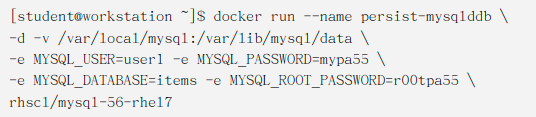 [student@workstation ~]$ docker run --name persist-mysqlddb \
-d -v /var/local/mysql:/var/lib/mysql/data \
-e MYSQL_USER=user1 -e MYSQL_PASSWORD=mypa55 \
-e MYSQL_DATABASE=items -e MYSQL_ROOT_PASSWORD=r00tpa55 \
rhscl/mysql-56-rhel7